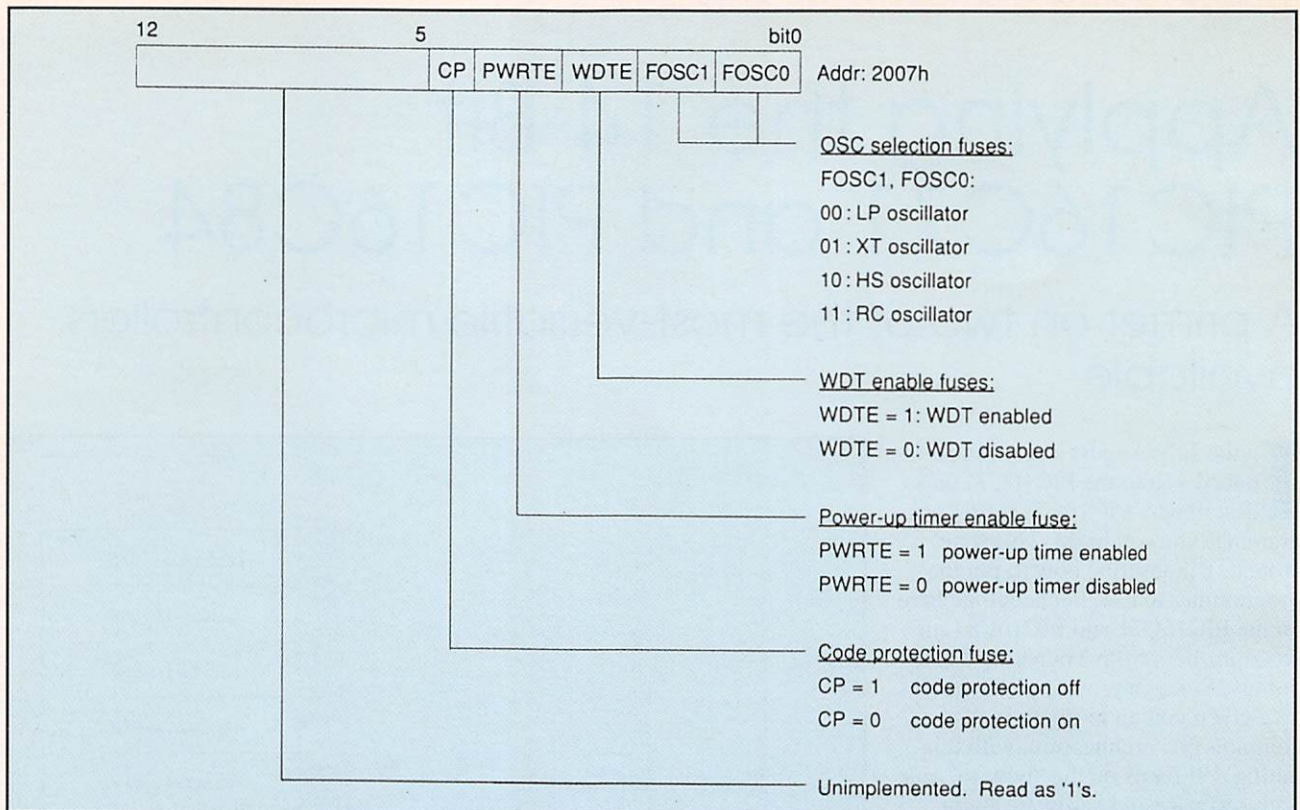 12 5 bit0
CP PWRTE WDTE FOSC1 FOSC0 Addr: 2007h
OSC selection fuses:
FOSC1, FOSC0:
00 : LP oscillator
01 : XT oscillator
10 : HS oscillator
11 : RC oscillator
WDT enable fuses:
WDTE = 1: WDT enabled
WDTE = 0: WDT disabled
Power-up timer enable fuse:
PWRTE = 1 power-up time enabled
PWRTE = 0 power-up timer disabled
Code protection fuse:
CP = 1 code protection off
CP = 0 code protection on
Unimplemented. Read as '1's.